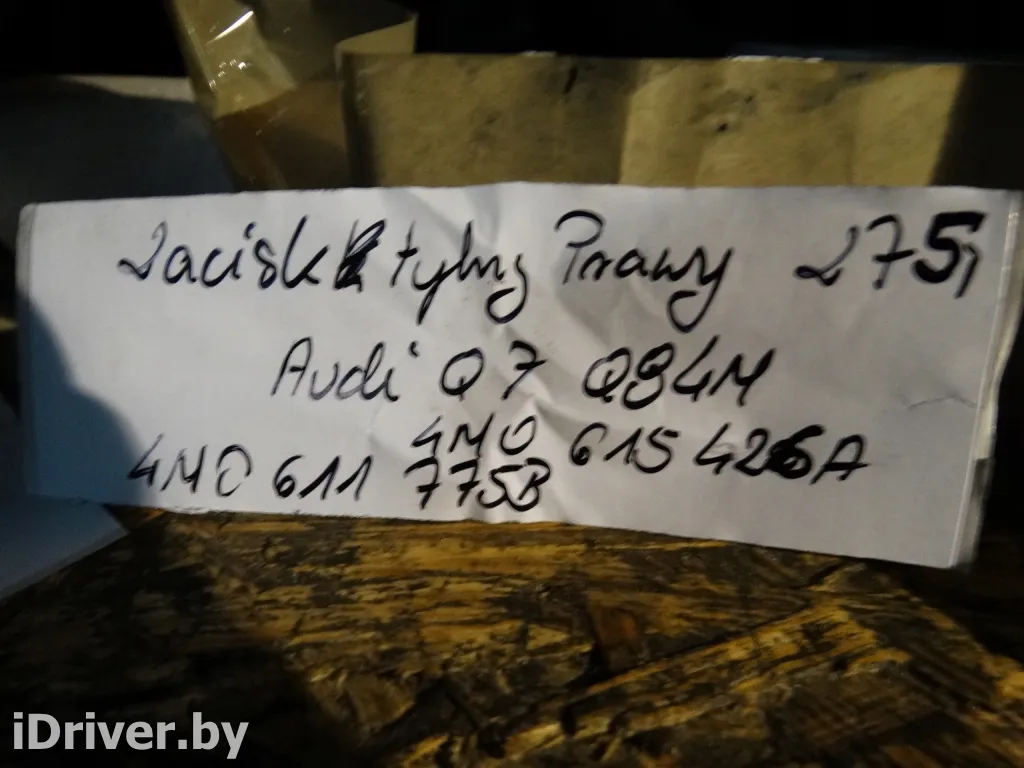 Zacisk tylny Prawy 275,
Audi Q7 Q84M
4M0 615 426A
4M0 611 775B
iDriver.by